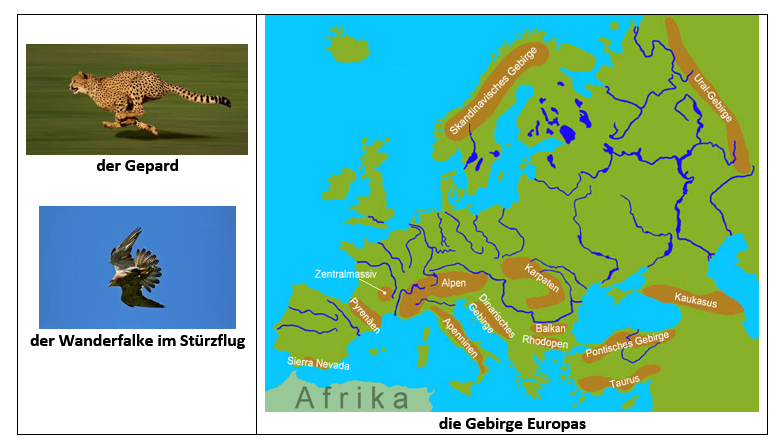 der Gepard
der Wanderfalke im Stürzflug
Skandinavisches Gebirge
Ural-Gebirge
Zentralmassiv
Alpen
Karpaten
Kaukasus
Pyrenäen
Apenninen
Dinarisches
Gebirge
Balkan
Rhodopen
Pontisches Gebirge
Sierra Nevada
Taurus
Afrika
die Gebirge Europas